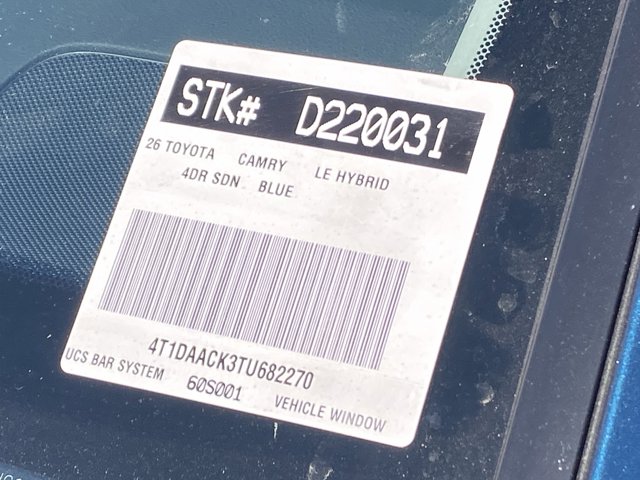 STK# D220031
26 TOYOTA CAMRY LE HYBRID
4DR SDN BLUE
4T1DAACK3TU682270
UCS BAR SYSTEM 60S001 VEHICLE WINDOW